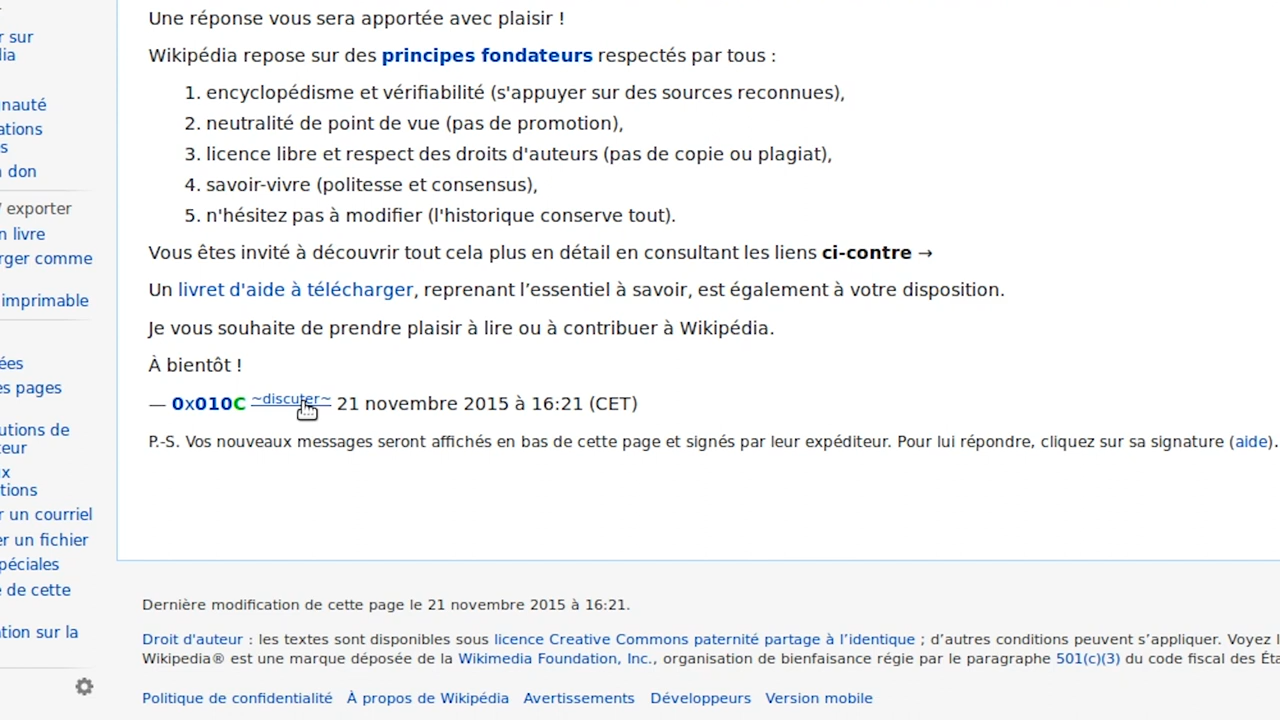 Une réponse vous sera apportée avec plaisir !
Wikipédia repose sur des principes fondateurs respectés par tous :
1. encyclopédisme et vérifiabilité (s'appuyer sur des sources reconnues),
2. neutralité de point de vue (pas de promotion),
3. licence libre et respect des droits d'auteurs (pas de copie ou plagiat),
4. savoir-vivre (politesse et consensus),
5. n'hésitez pas à modifier (l'historique conserve tout).
Vous êtes invité à découvrir tout cela plus en détail en consultant les liens ci-contre →
Un livret d'aide à télécharger, reprenant l’essentiel à savoir, est également à votre disposition.
Je vous souhaite de prendre plaisir à lire ou à contribuer à Wikipédia.
À bientôt !
— 0x010C ~discuter~ 21 novembre 2015 à 16:21 (CET)
P.-S. Vos nouveaux messages seront affichés en bas de cette page et signés par leur expéditeur. Pour lui répondre, cliquez sur sa signature (aide).
r sur
dia
nauté
ations
s
don
/ exporter
n livre
rger comme
imprimable
ées
es pages
utions de
teur
x
tions
r un courriel
er un fichier
péciales
de cette
tion sur la
Dernière modification de cette page le 21 novembre 2015 à 16:21.
Droit d'auteur : les textes sont disponibles sous licence Creative Commons paternité partage à l’identique ; d’autres conditions peuvent s’appliquer. Voyez
Wikipedia® est une marque déposée de la Wikimedia Foundation, Inc., organisation de bienfaisance régie par le paragraphe 501(c)(3) du code fiscal des
Politique de confidentialité À propos de Wikipédia Avertissements Développeurs Version mobile